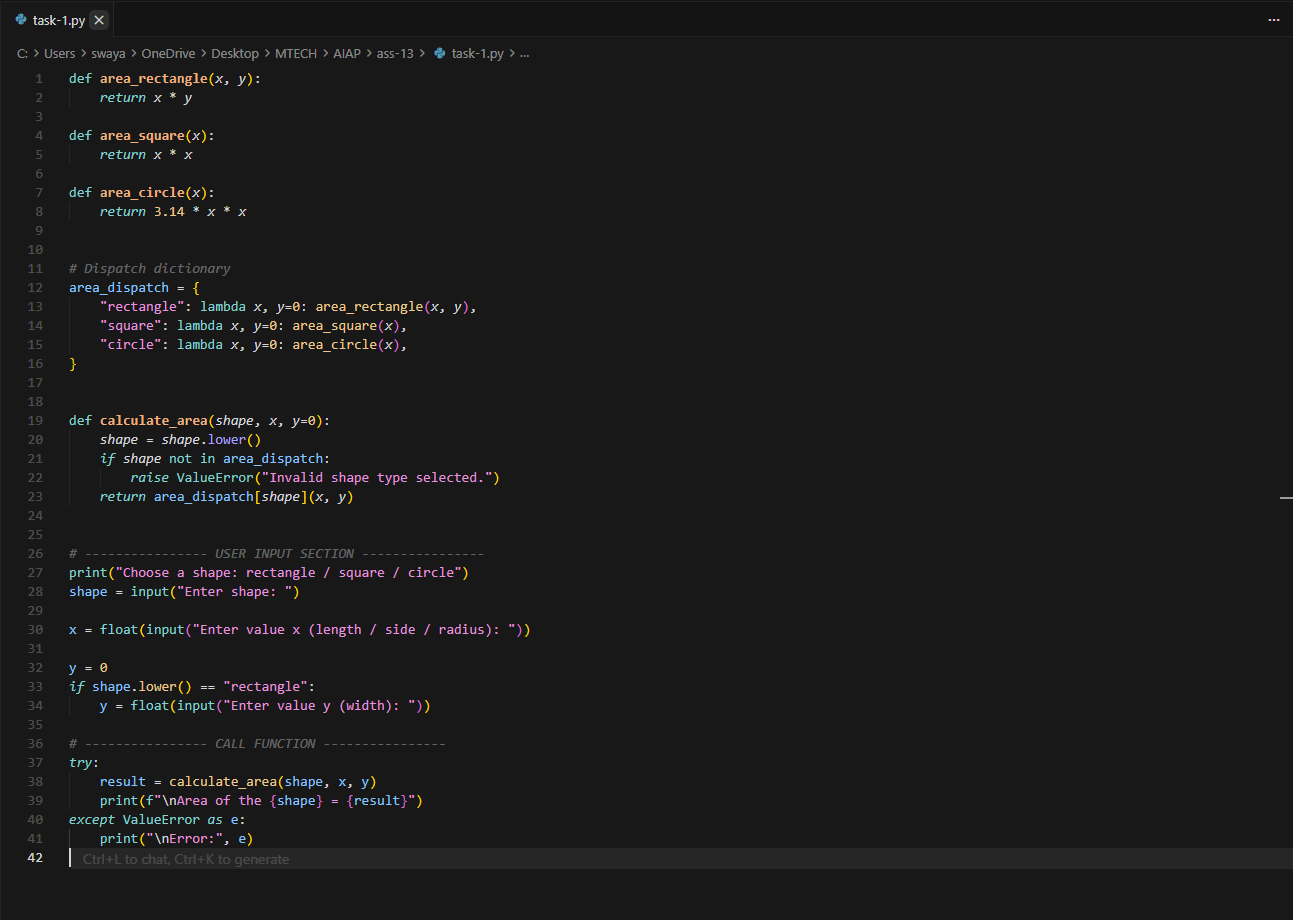 task-1.py
C: > Users > swaya > OneDrive > Desktop > MTECH > AIAP > ass-13 > task-1.py > ...
1 def area_rectangle(x, y):
2     return x * y
3
4 def area_square(x):
5     return x * x
6
7 def area_circle(x):
8     return 3.14 * x * x
9
10
11 # Dispatch dictionary
12 area_dispatch = {
13     "rectangle": lambda x, y=0: area_rectangle(x, y),
14     "square": lambda x, y=0: area_square(x),
15     "circle": lambda x, y=0: area_circle(x),
16 }
17
18
19 def calculate_area(shape, x, y=0):
20     shape = shape.lower()
21     if shape not in area_dispatch:
22         raise ValueError("Invalid shape type selected.")
23     return area_dispatch[shape](x, y)
24
25
26 # ---------------- USER INPUT SECTION ----------------
27 print("Choose a shape: rectangle / square / circle")
28 shape = input("Enter shape: ")
29
30 x = float(input("Enter value x (length / side / radius): "))
31
32 y = 0
33 if shape.lower() == "rectangle":
34     y = float(input("Enter value y (width): "))
35
36 # ---------------- CALL FUNCTION ----------------
37 try:
38     result = calculate_area(shape, x, y)
39     print(f"\nArea of the {shape} = {result}")
40 except ValueError as e:
41     print("\nError:", e)
42 Ctrl+L to chat, Ctrl+K to generate